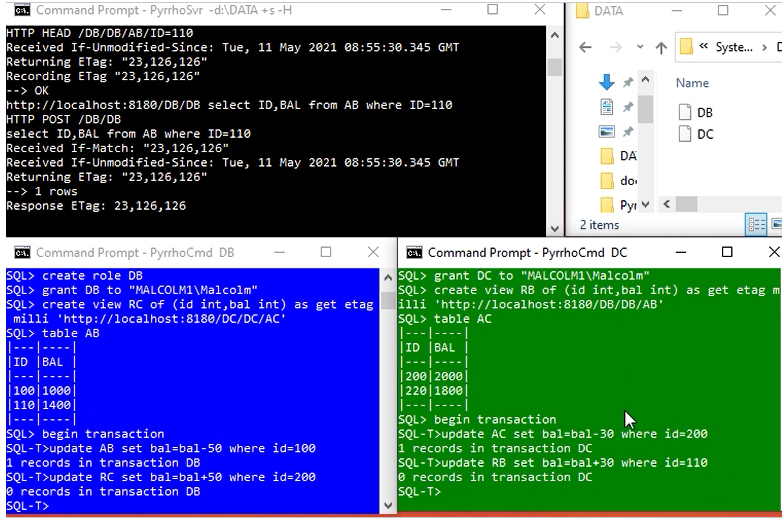 Command Prompt - PyrrhoSvr -d:\DATA +s -H
HTTP HEAD /DB/DB/AB/ID=110
Received If-Unmodified-Since: Tue, 11 May 2021 08:55:30.345 GMT
Returning ETag: "23,126,126"
Recording ETag "23,126,126"
--> OK
http://localhost:8180/DB/DB select ID,BAL from AB where ID=110
HTTP POST /DB/DB
select ID,BAL from AB where ID=110
Received If-Match: "23,126,126"
Received If-Unmodified-Since: Tue, 11 May 2021 08:55:30.345 GMT
Returning ETag: "23,126,126"
--> 1 rows
Response ETag: 23,126,126
DATA
« Syste... >
Name
DB
DC
DA
do
Pyr
2 items
Command Prompt - PyrrhoCmd DB
SQL> create role DB
SQL> grant DB to "MALCOLM1\Malcolm"
SQL> create view RC of (id int,bal int) as get etag
milli 'http://localhost:8180/DC/DC/AC'
SQL> table AB
|---|----|
|ID |BAL |
|---|----|
|100|1000|
|110|1400|
|---|----|
SQL> begin transaction
SQL-T>update AB set bal=bal-50 where id=100
1 records in transaction DB
SQL-T>update RC set bal=bal+50 where id=200
0 records in transaction DB
SQL-T>
Command Prompt - PyrrhoCmd DC
SQL> grant DC to "MALCOLM1\Malcolm"
SQL> create view RB of (id int,bal int) as get etag m
illi 'http://localhost:8180/DB/DB/AB'
SQL> table AC
|---|----|
|ID |BAL |
|---|----|
|200|2000|
|220|1800|
|---|----|
SQL> begin transaction
SQL-T>update AC set bal=bal-30 where id=200
1 records in transaction DC
SQL-T>update RB set bal=bal+30 where id=110
0 records in transaction DC
SQL-T>